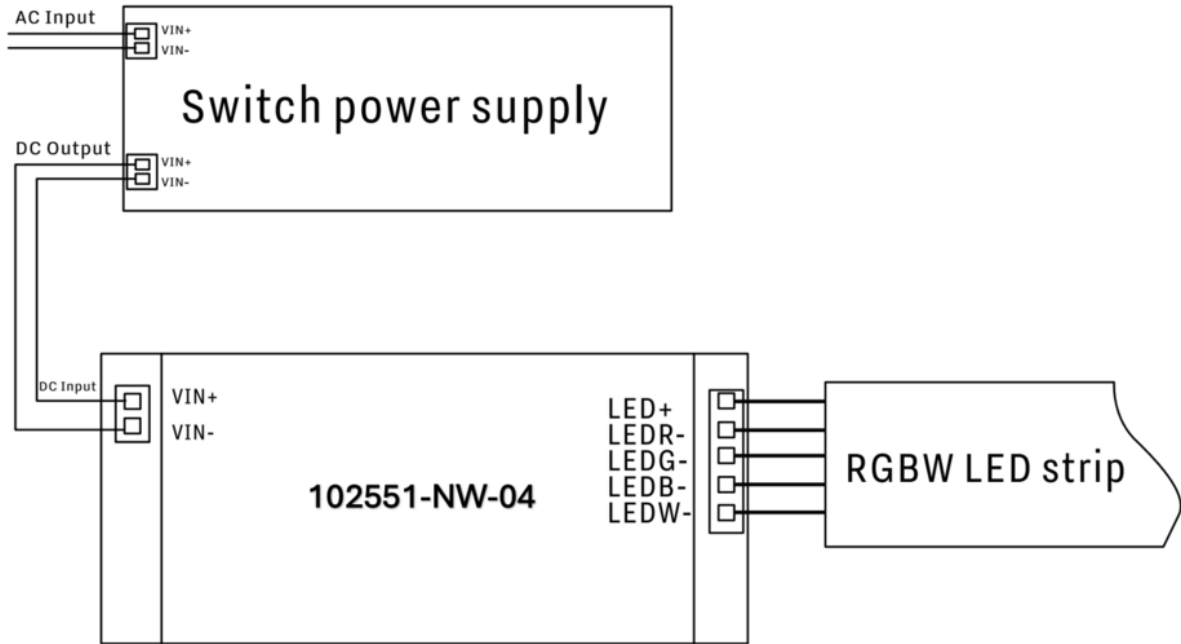 AC Input
VIN+
VIN-
Switch power supply
DC Output
VIN+
VIN-
DC Input
VIN+
VIN-
102551-NW-04
LED+
LEDR-
LEDG-
LEDB-
LEDW-
RGBW LED strip